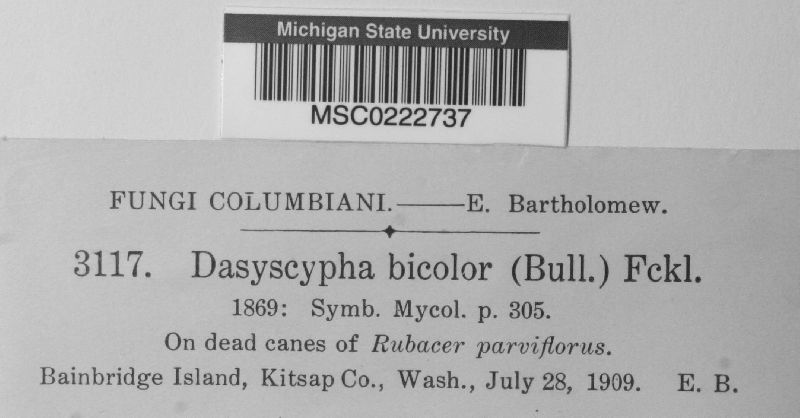 Michigan State University
MSC0222737
FUNGI COLUMBIANI.——E. Bartholomew.
3117. Dasyscypha bicolor (Bull.) Fckl.
1869: Symb. Mycol. p. 305.
On dead canes of Rubacer parviflorus.
Bainbridge Island, Kitsap Co., Wash., July 28, 1909. E. B.